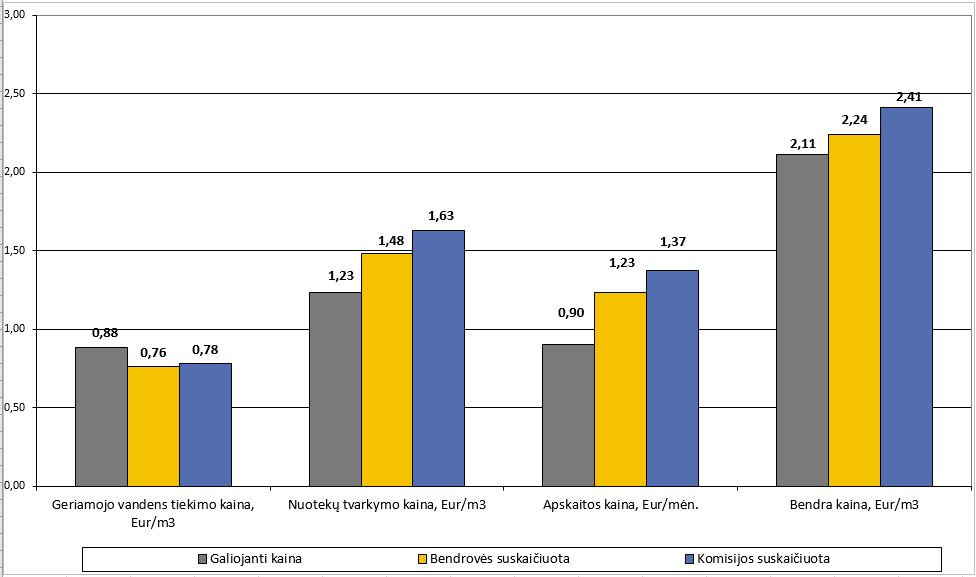 3,00
2,50
2,00
1,50
1,00
0,50
0,00
0,88
0,76
0,78
1,23
1,48
1,63
0,90
1,23
1,37
2,11
2,24
2,41
Geriamojo vandens tiekimo kaina,
Eur/m3
Nuotekų tvarkymo kaina, Eur/m3
Apskaitos kaina, Eur/mėn.
Bendra kaina, Eur/m3
Galiojanti kaina
Bendrovės suskaičiuota
Komisijos suskaičiuota